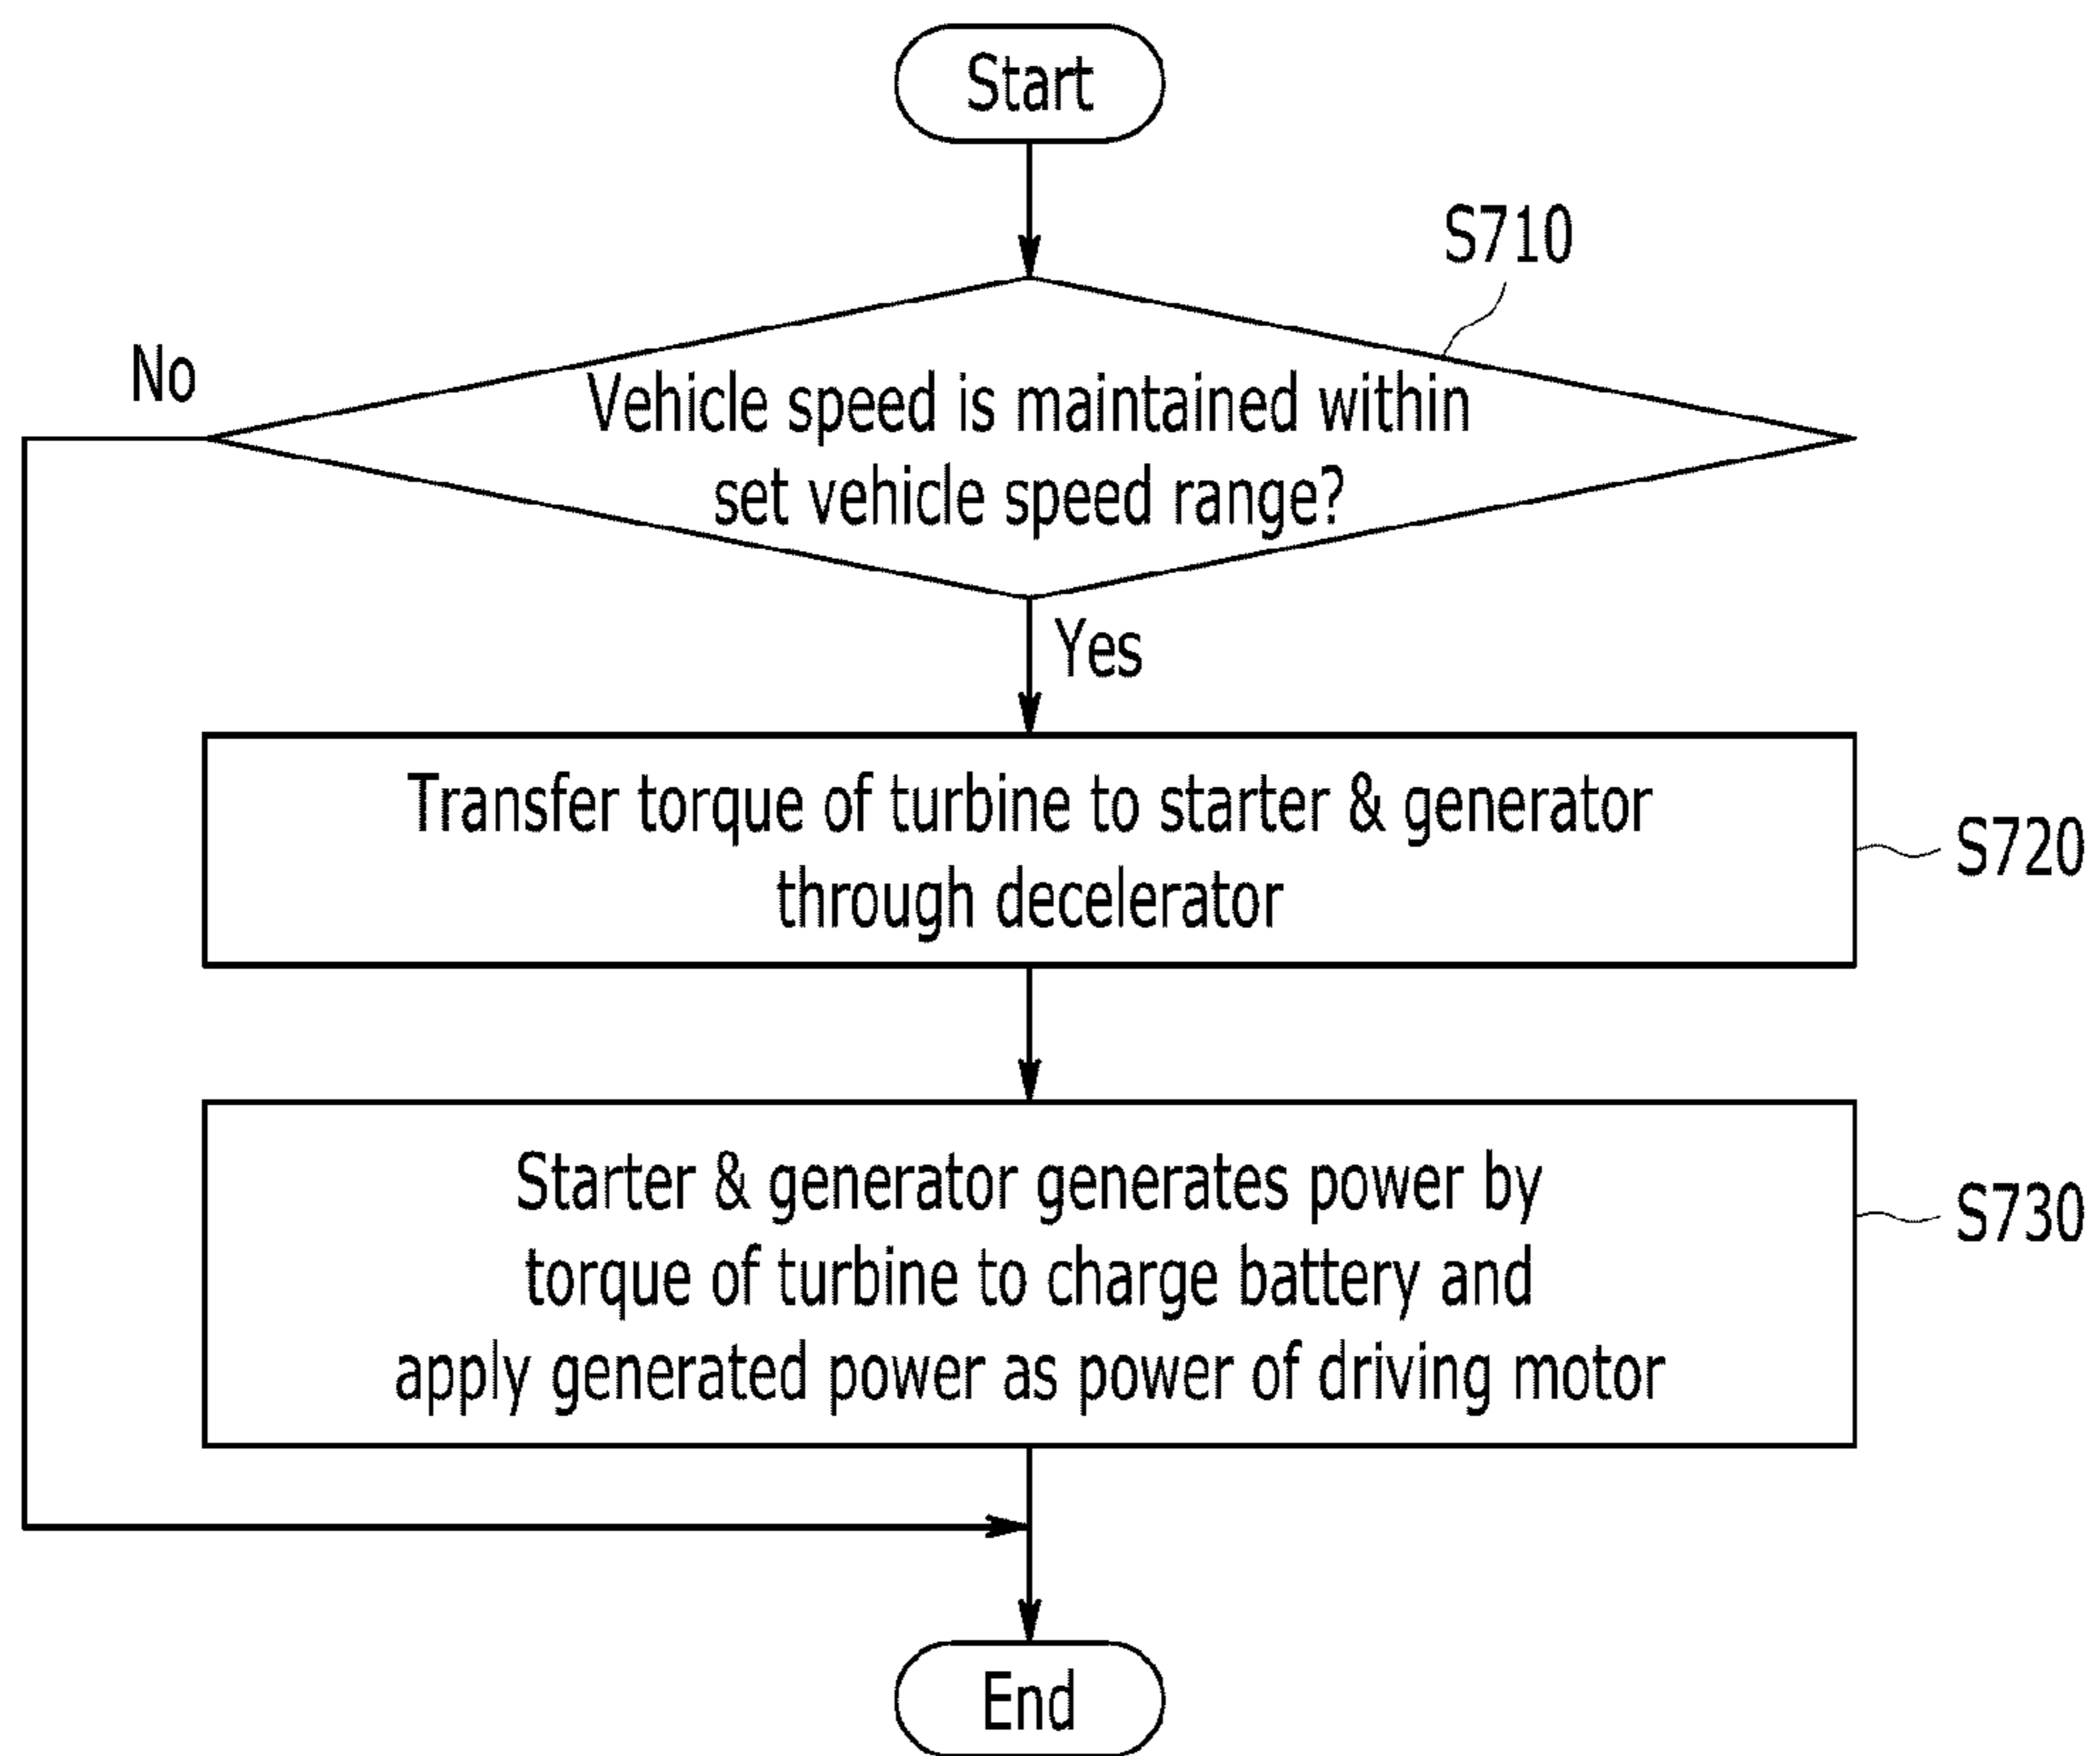 Start
S710
No
Vehicle speed is maintained within
set vehicle speed range?
Yes
Transfer torque of turbine to starter & generator
through decelerator
S720
Starter & generator generates power by
torque of turbine to charge battery and
apply generated power as power of driving motor
S730
End